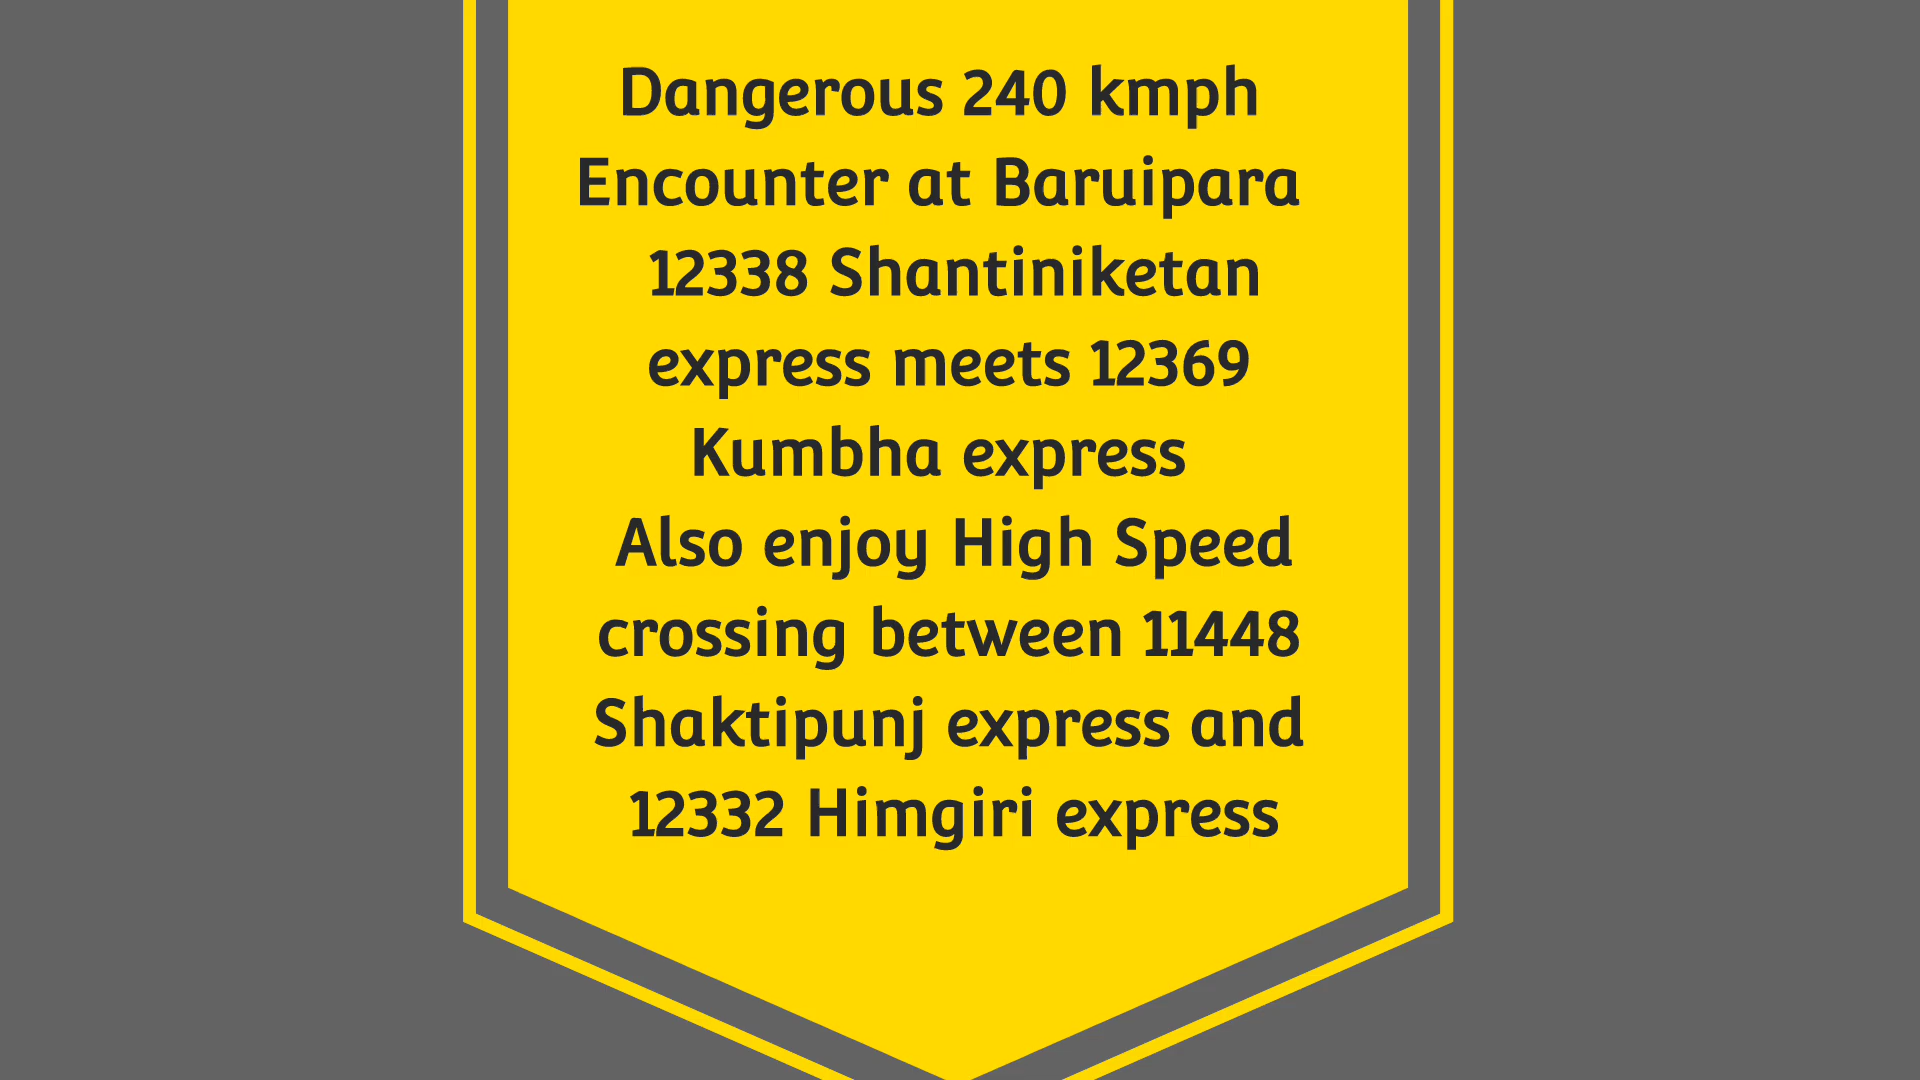 Dangerous 240 kmph
Encounter at Baruipara
12338 Shantiniketan
express meets 12369
Kumbha express
Also enjoy High Speed
crossing between 11448
Shaktipunj express and
12332 Himgiri express